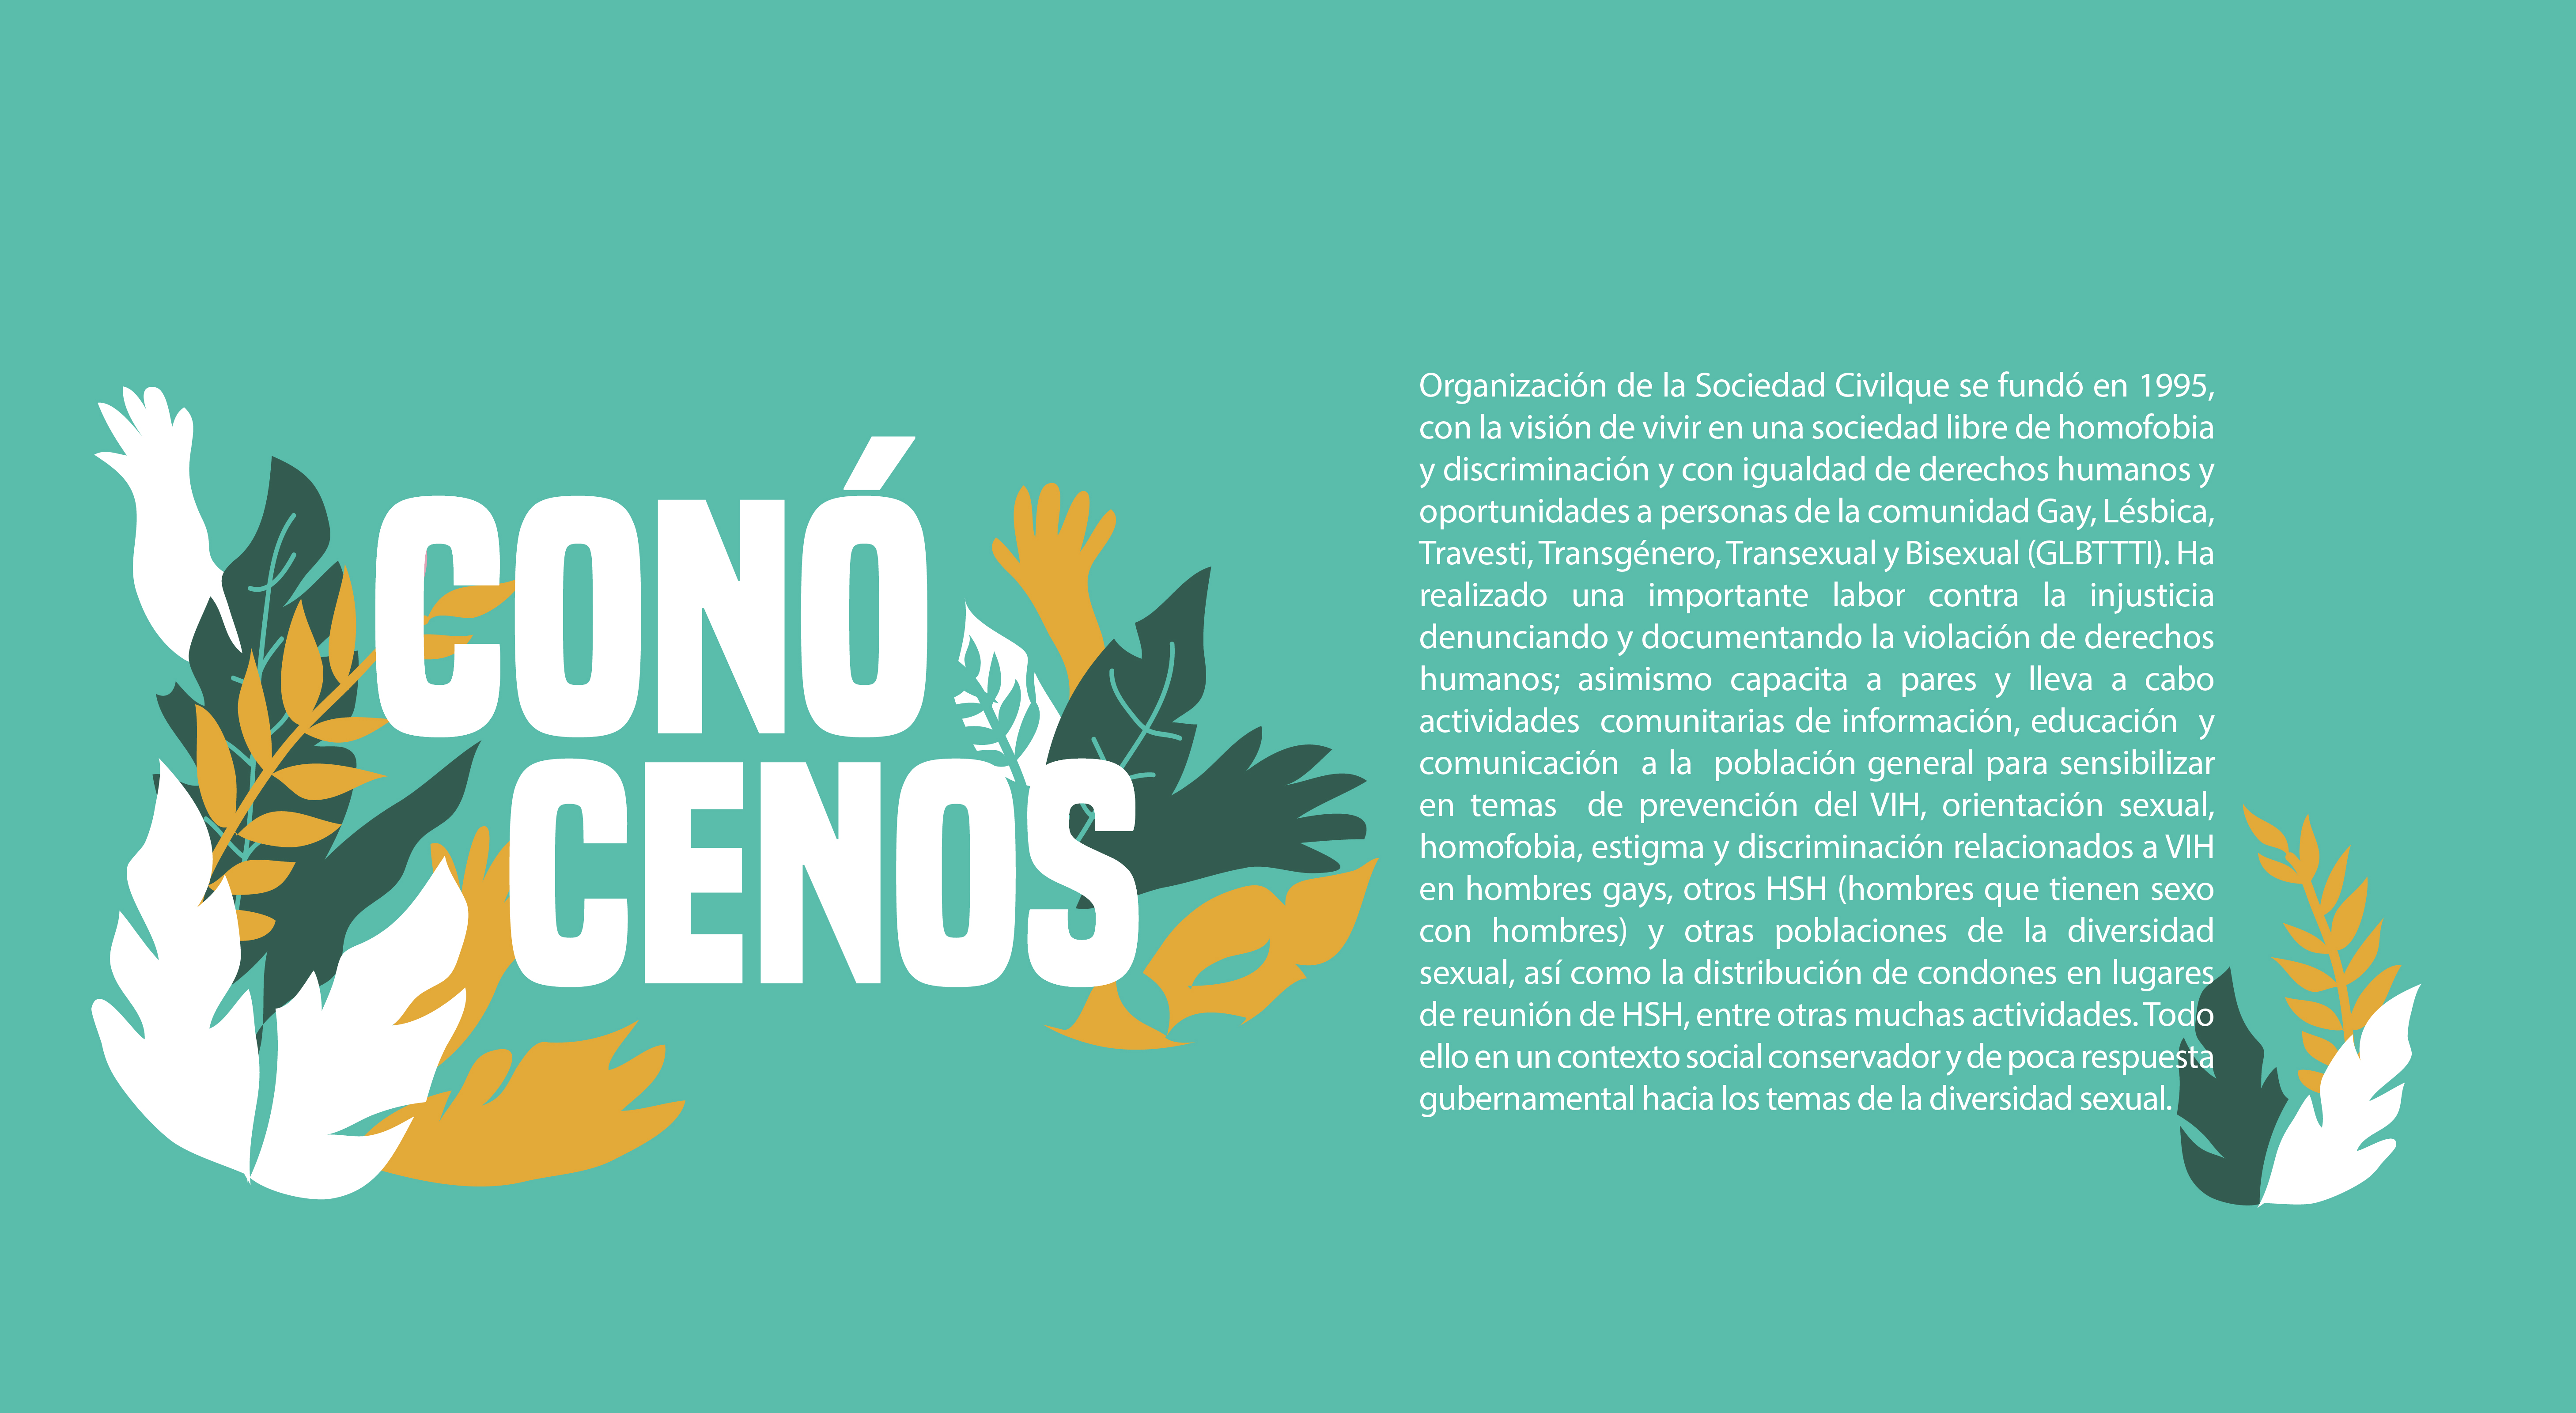 CONÓ
CENOS
Organización de la Sociedad Civilque se fundó en 1995,
con la visión de vivir en una sociedad libre de homofobia
y discriminación y con igualdad de derechos humanos y
oportunidades a personas de la comunidad Gay, Lésbica,
Travesti, Transgénero, Transexual y Bisexual (GLBTTTI). Ha
realizado una importante labor contra la injusticia
denunciando y documentando la violación de derechos
humanos; asimismo capacita a pares y lleva a cabo
actividades comunitarias de información, educación y
comunicación a la población general para sensibilizar
en temas de prevención del VIH, orientación sexual,
homofobia, estigma y discriminación relacionados a VIH
en hombres gays, otros HSH (hombres que tienen sexo
con hombres) y otras poblaciones de la diversidad
sexual, así como la distribución de condones en lugares
de reunión de HSH, entre otras muchas actividades. Todo
ello en un contexto social conservador y de poca respuesta
gubernamental hacia los temas de la diversidad sexual.